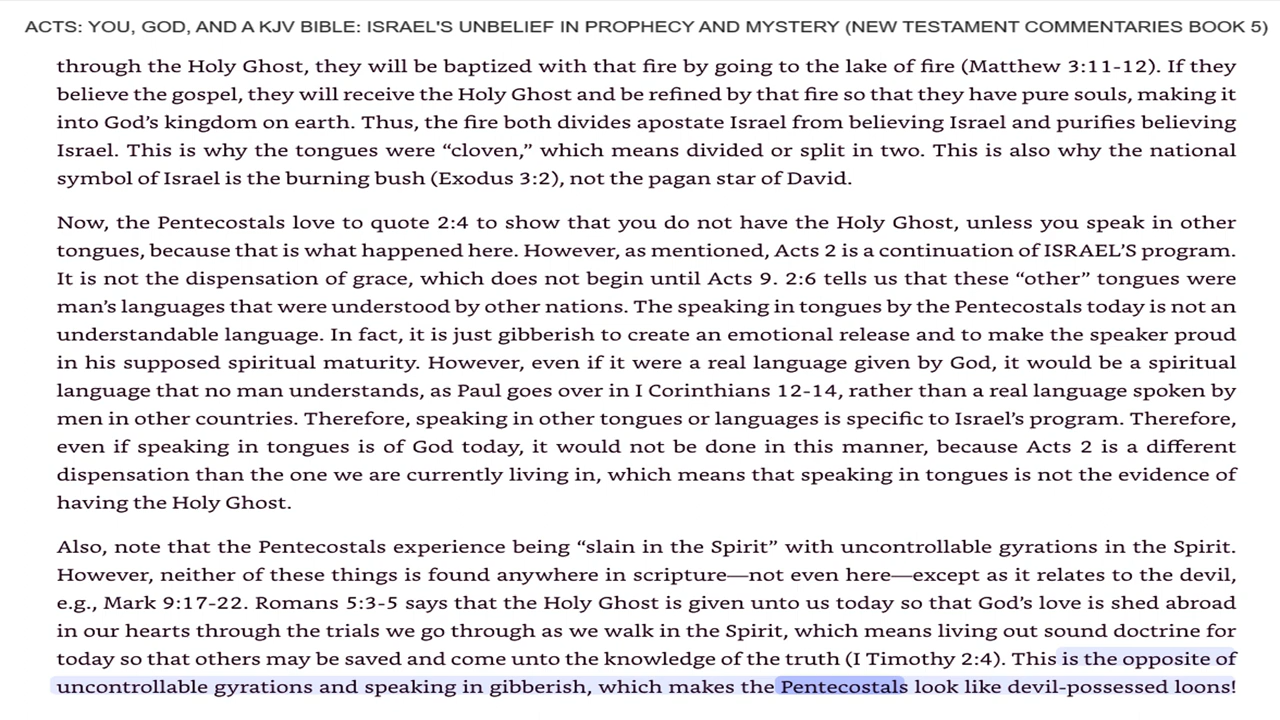 ACTS: YOU, GOD, AND A KJV BIBLE: ISRAEL'S UNBELIEF IN PROPHECY AND MYSTERY (NEW TESTAMENT COMMENTARIES BOOK 5)
through the Holy Ghost, they will be baptized with that fire by going to the lake of fire (Matthew 3:11-12). If they
believe the gospel, they will receive the Holy Ghost and be refined by that fire so that they have pure souls, making it
into God’s kingdom on earth. Thus, the fire both divides apostate Israel from believing Israel and purifies believing
Israel. This is why the tongues were “cloven,” which means divided or split in two. This is also why the national
symbol of Israel is the burning bush (Exodus 3:2), not the pagan star of David.
Now, the Pentecostals love to quote 2:4 to show that you do not have the Holy Ghost, unless you speak in other
tongues, because that is what happened here. However, as mentioned, Acts 2 is a continuation of ISRAEL’S program.
It is not the dispensation of grace, which does not begin until Acts 9. 2:6 tells us that these “other” tongues were
man’s languages that were understood by other nations. The speaking in tongues by the Pentecostals today is not an
understandable language. In fact, it is just gibberish to create an emotional release and to make the speaker proud
in his supposed spiritual maturity. However, even if it were a real language given by God, it would be a spiritual
language that no man understands, as Paul goes over in I Corinthians 12-14, rather than a real language spoken by
men in other countries. Therefore, speaking in other tongues or languages is specific to Israel’s program. Therefore,
even if speaking in tongues is of God today, it would not be done in this manner, because Acts 2 is a different
dispensation than the one we are currently living in, which means that speaking in tongues is not the evidence of
having the Holy Ghost.
Also, note that the Pentecostals experience being “slain in the Spirit” with uncontrollable gyrations in the Spirit.
However, neither of these things is found anywhere in scripture—not even here—except as it relates to the devil,
e.g., Mark 9:17-22. Romans 5:3-5 says that the Holy Ghost is given unto us today so that God’s love is shed abroad
in our hearts through the trials we go through as we walk in the Spirit, which means living out sound doctrine for
today so that others may be saved and come unto the knowledge of the truth (I Timothy 2:4). This is the opposite of
uncontrollable gyrations and speaking in gibberish, which makes the Pentecostals look like devil-possessed loons!